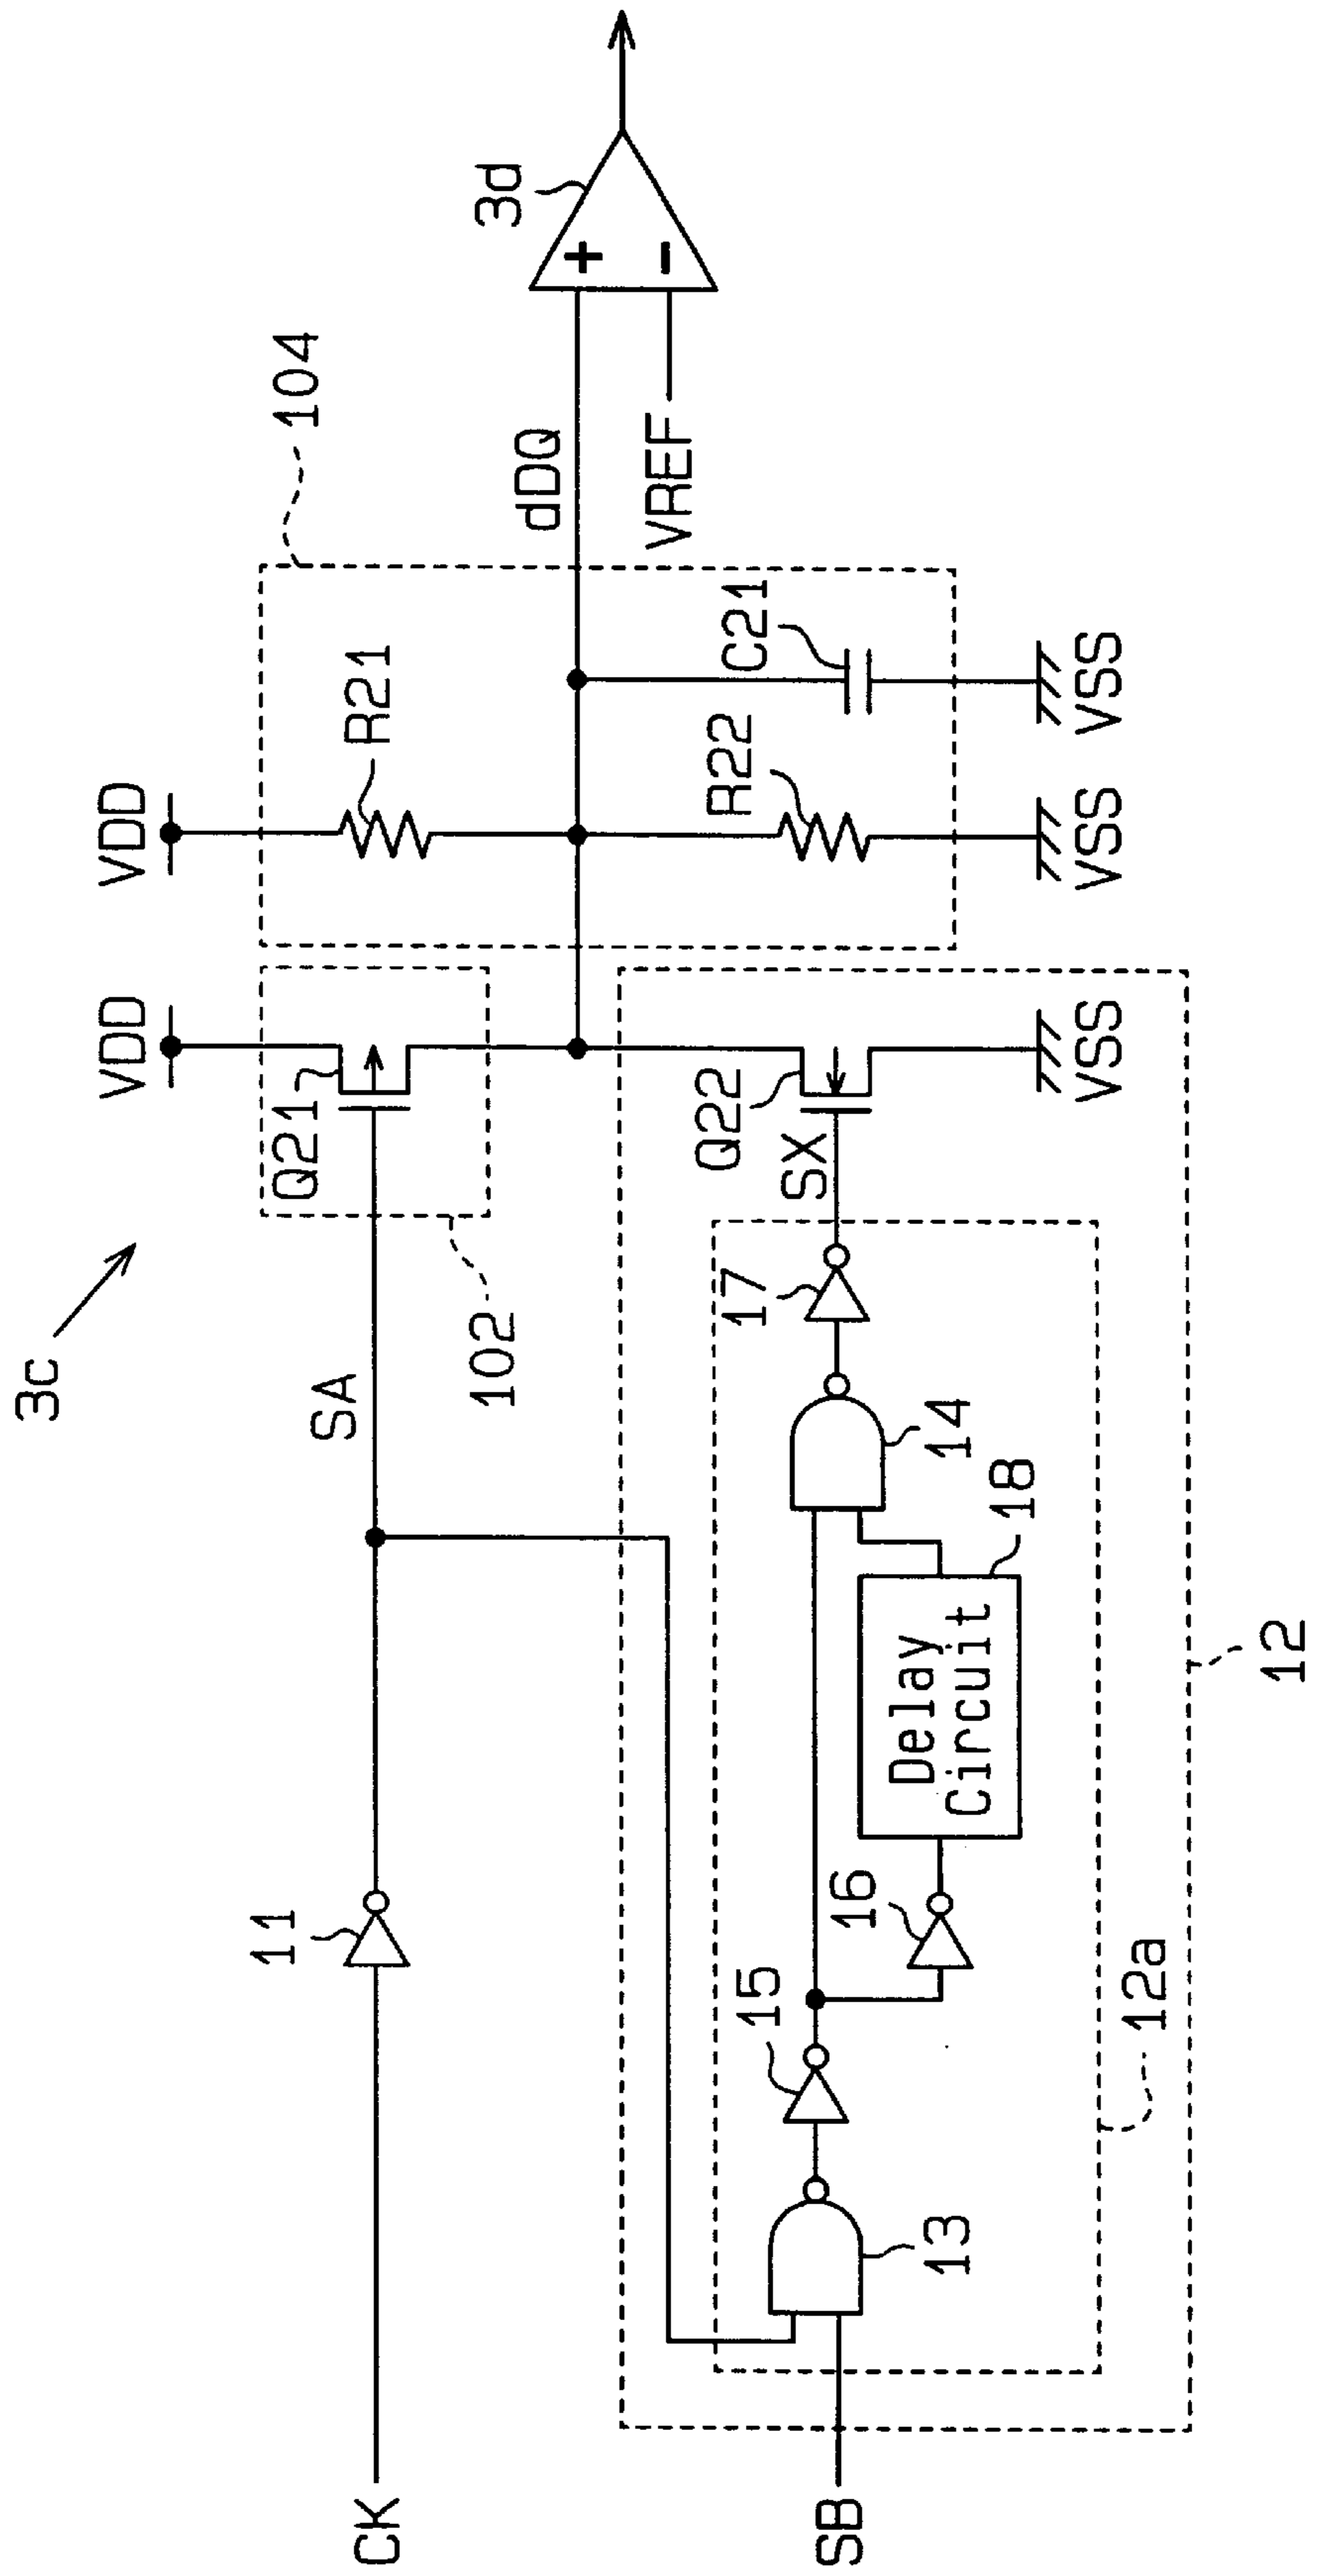 3c
VDD
VDD
104
Q21
R21
SA
102
11
CK
dDQ
3d
+
-
VREF
Q22
SX
R22
C21
17
14
15
16
Delay
Circuit
18
13
12a
12
SB
VSS
VSS
VSS